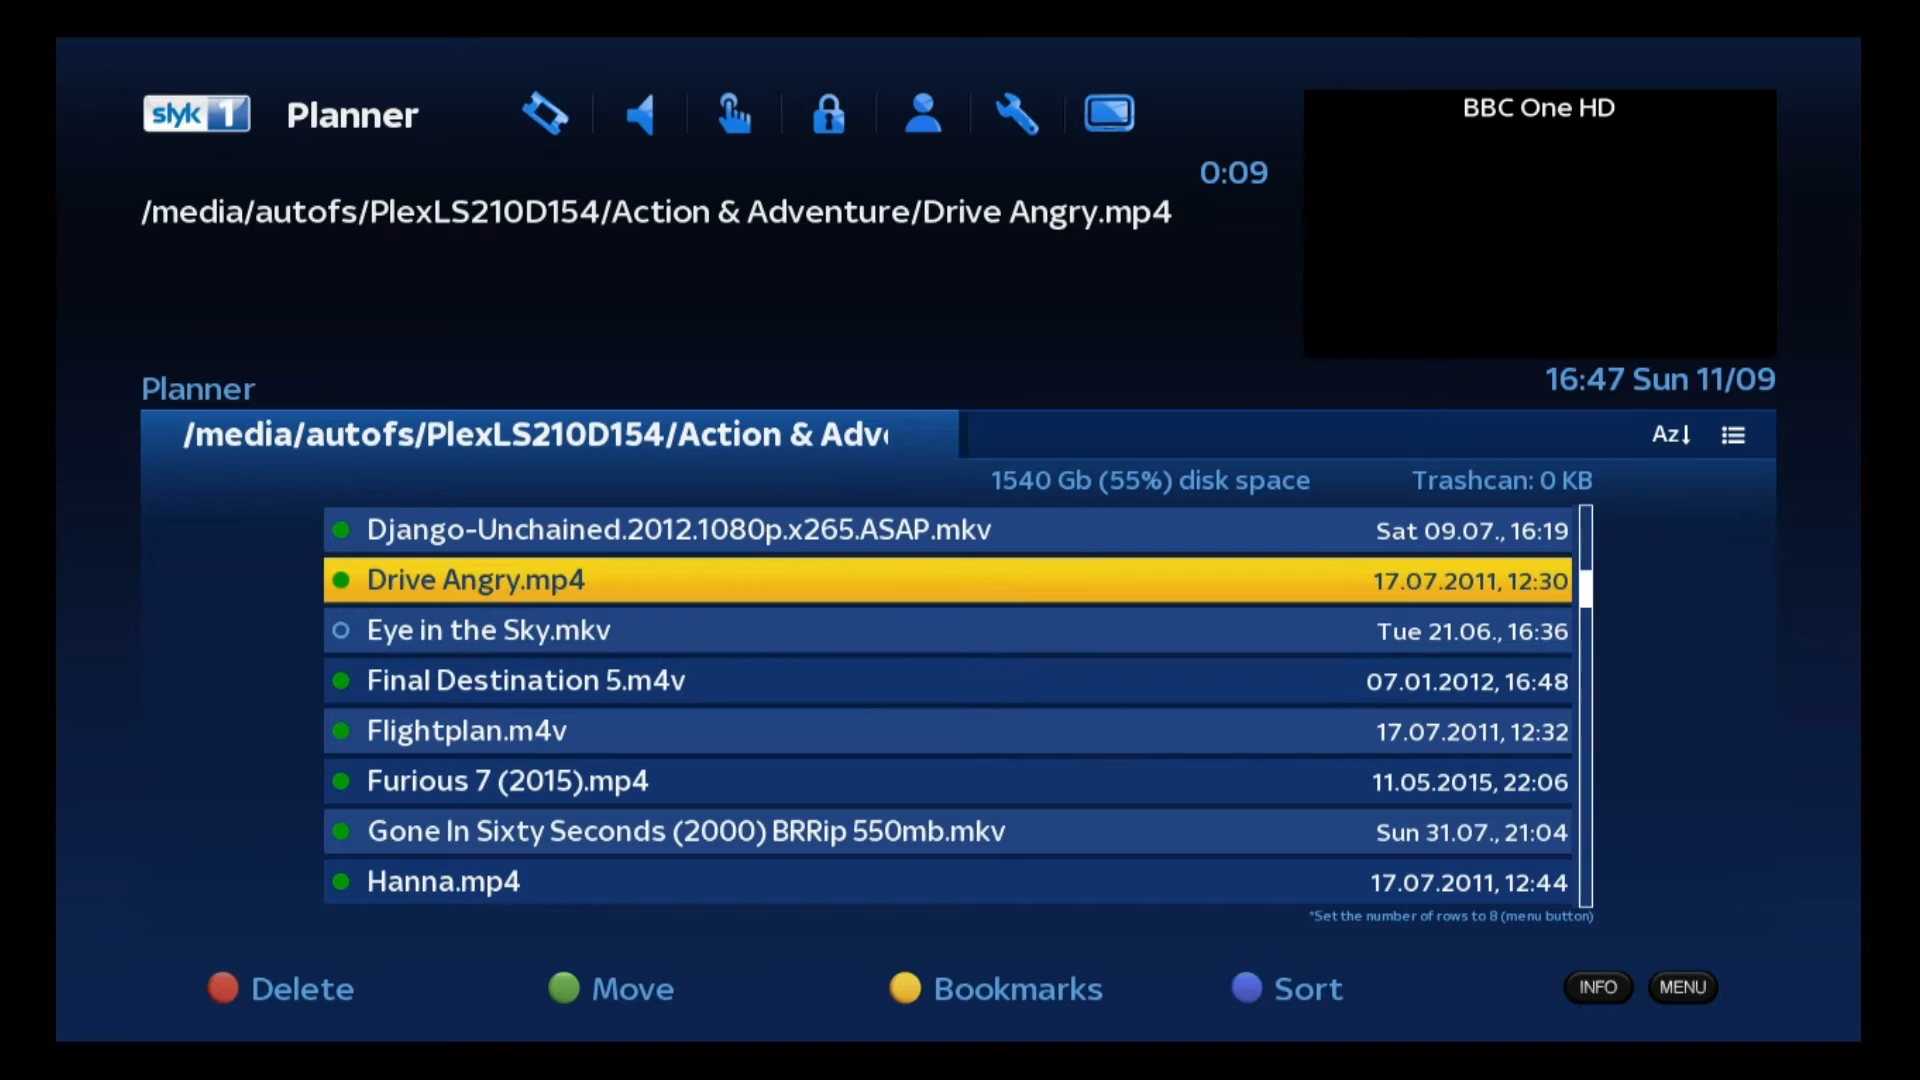 slyk 1
Planner
BBC One HD
0:09
/media/autofs/PlexLS210D154/Action & Adventure/Drive Angry.mp4
16:47 Sun 11/09
Planner
/media/autofs/PlexLS210D154/Action & Adv
Az↓
1540 Gb (55%) disk space
Trashcan: 0 KB
Django-Unchained.2012.1080p.x265.ASAP.mkv Sat 09.07., 16:19
Drive Angry.mp4 17.07.2011, 12:30
Eye in the Sky.mkv Tue 21.06., 16:36
Final Destination 5.m4v 07.01.2012, 16:48
Flightplan.m4v 17.07.2011, 12:32
Furious 7 (2015).mp4 11.05.2015, 22:06
Gone In Sixty Seconds (2000) BRRip 550mb.mkv Sun 31.07., 21:04
Hanna.mp4 17.07.2011, 12:44
*Set the number of rows to 8 (menu button)
Delete
Move
Bookmarks
Sort
INFO
MENU